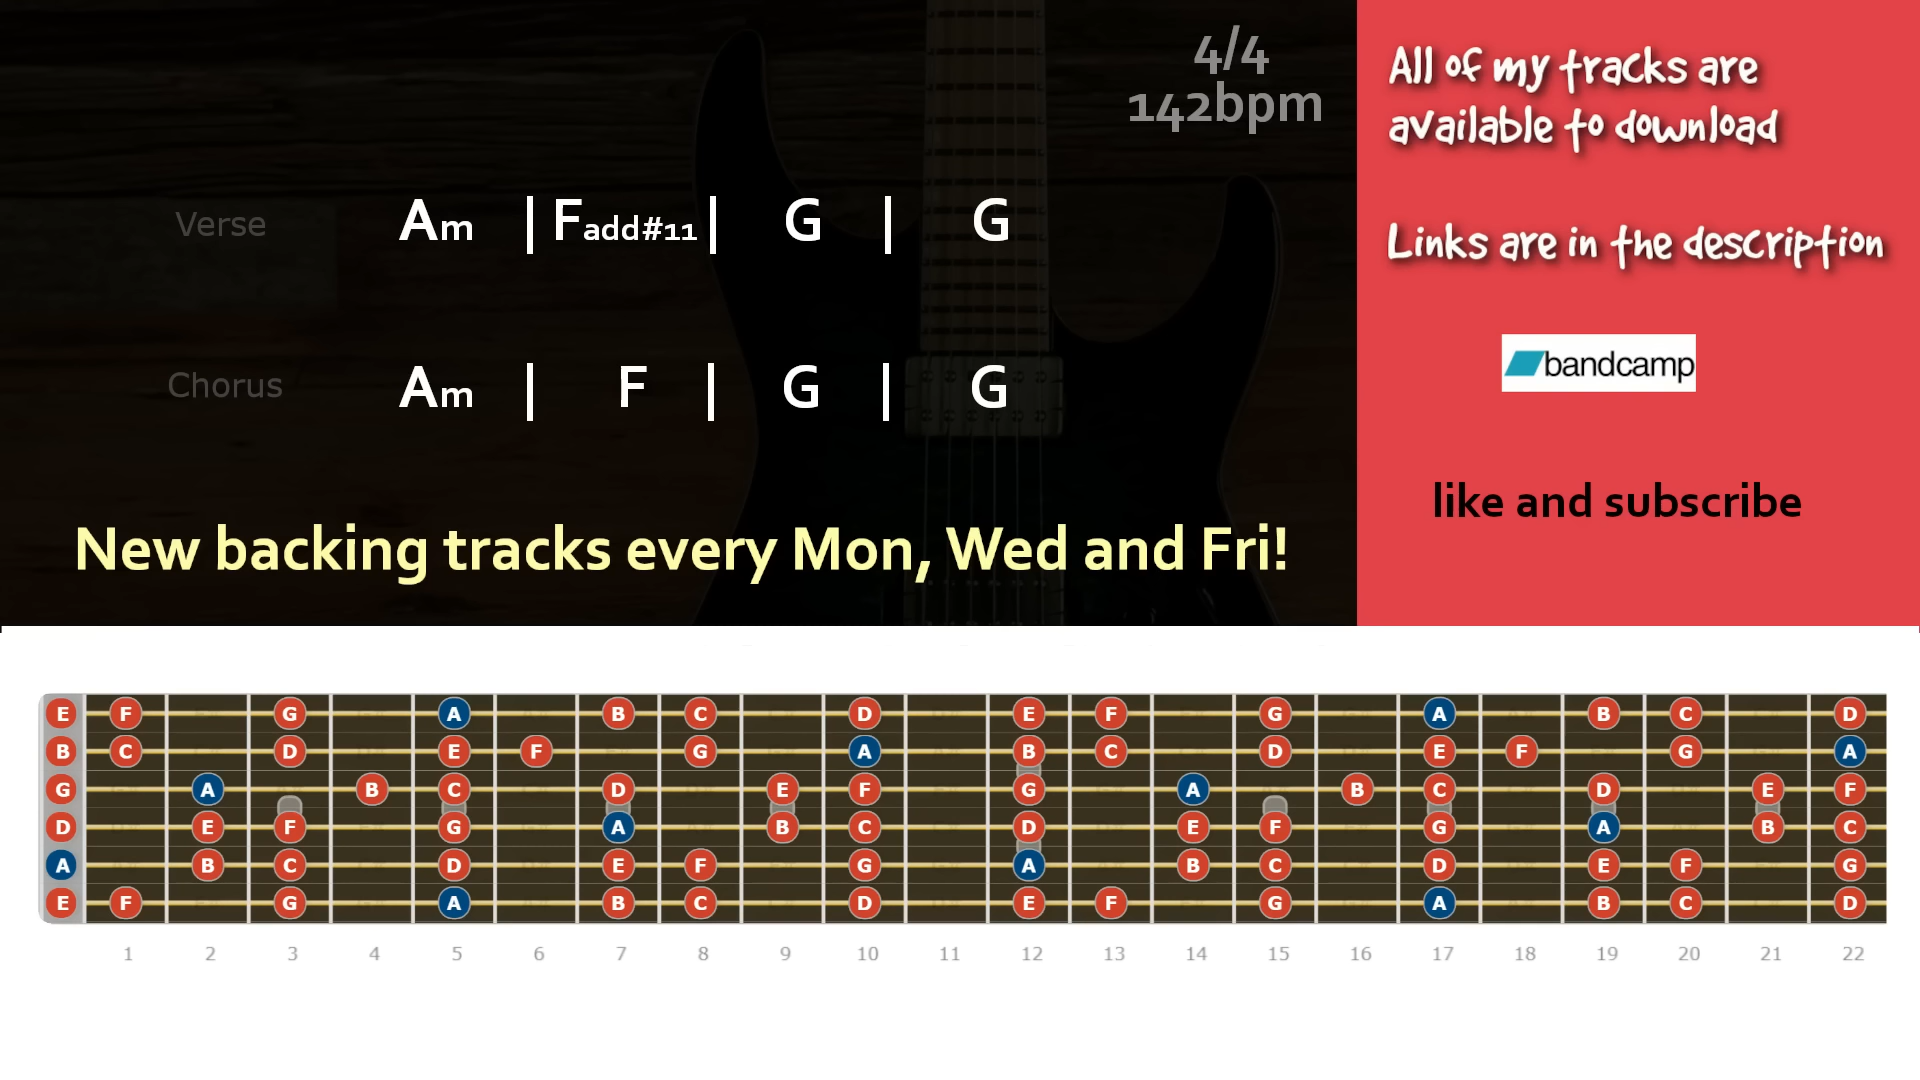 4/4
142bpm
Verse Am | Fadd#11 | G | G
Chorus Am | F | G | G
New backing tracks every Mon, Wed and Fri!
All of my tracks are
available to download
Links are in the description
bandcamp
like and subscribe
E F G A B C D E F G A B C D
B C D E F G A B C D E F G A
G A B C D E F G A B C D E F
D E F G A B C D E F G A B C
A B C D E F G A B C D E F G
E F G A B C D E F G A B C D
1 2 3 4 5 6 7 8 9 10 11 12 13 14 15 16 17 18 19 20 21 22